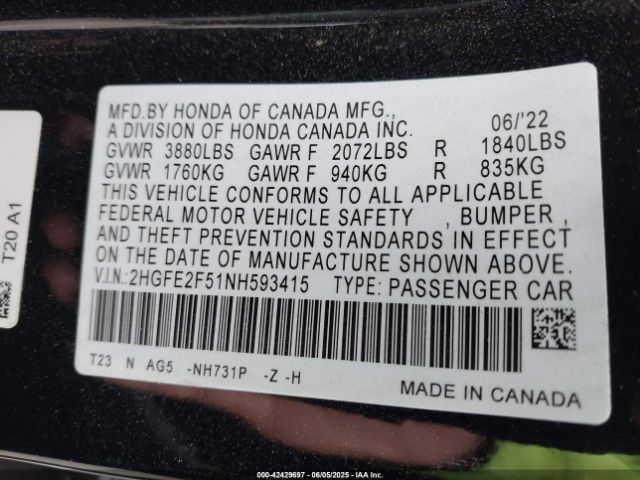 MFD.BY HONDA OF CANADA MFG.,
A DIVISION OF HONDA CANADA INC. 06/'22
GVWR 3880LBS GAWR F 2072LBS R 1840LBS
GVWR 1760KG GAWR F 940KG R 835KG
THIS VEHICLE CONFORMS TO ALL APPLICABLE
FEDERAL MOTOR VEHICLE SAFETY , BUMPER ,
AND THEFT PREVENTION STANDARDS IN EFFECT
ON THE DATE OF MANUFACTURE SHOWN ABOVE.
V.I.N.:2HGFE2F51NH593415 TYPE: PASSENGER CAR
T23 N AG5 -NH731P -Z -H
MADE IN CANADA
T20 A1
000-42429697 - 06/05/2025 - IAA Inc.